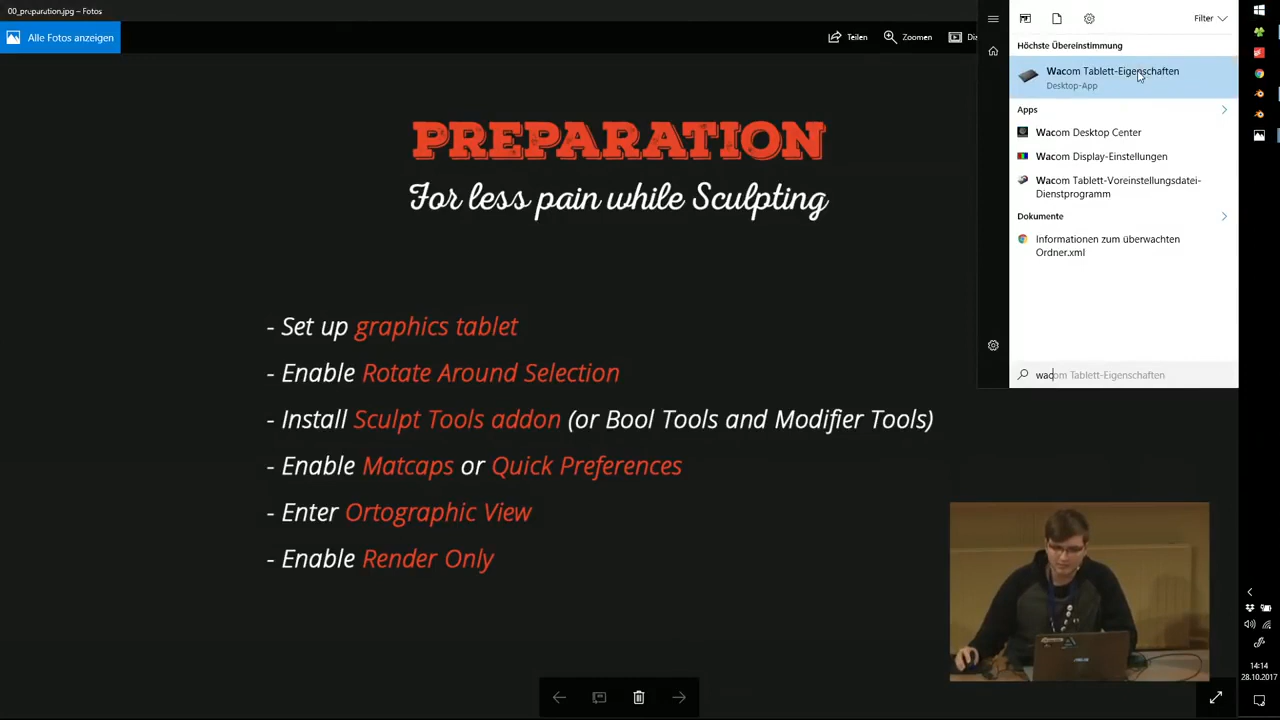 00_preparation.jpg – Fotos
Alle Fotos anzeigen
Teilen
Zoomen
Filter
Höchste Übereinstimmung
Wacom Tablett-Eigenschaften
Desktop-App
Apps
Wacom Desktop Center
Wacom Display-Einstellungen
Wacom Tablett-Voreinstellungsdatei-
Dienstprogramm
Dokumente
Informationen zum überwachten
Ordner.xml
wacom Tablett-Eigenschaften
PREPARATION
For less pain while Sculpting
- Set up graphics tablet
- Enable Rotate Around Selection
- Install Sculpt Tools addon (or Bool Tools and Modifier Tools)
- Enable Matcaps or Quick Preferences
- Enter Ortographic View
- Enable Render Only
ASUS
14:14
28.10.2017